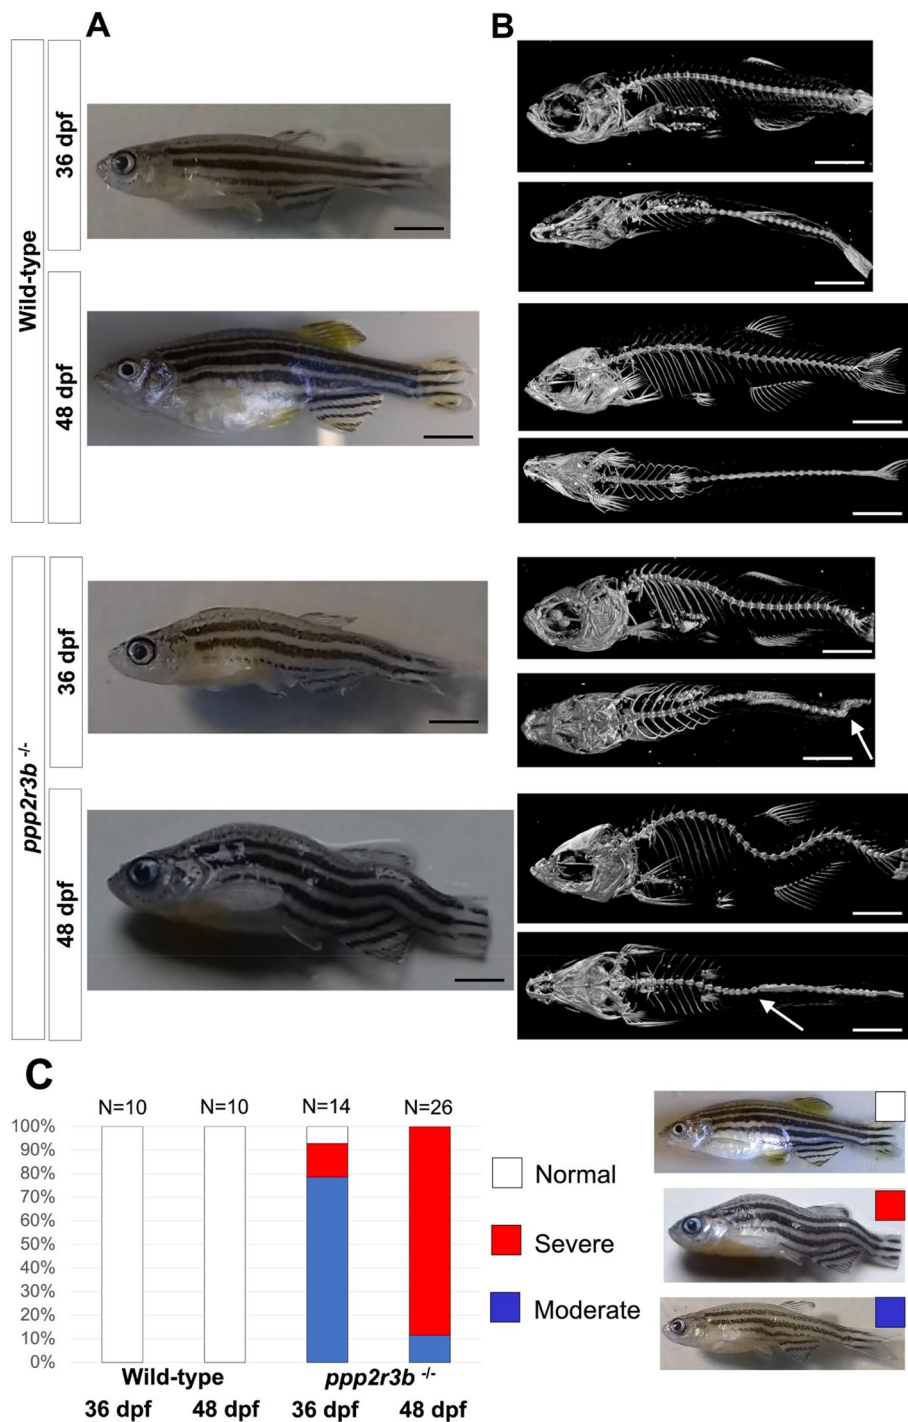 A
B
Wild-type
36 dpf
48 dpf
ppp2r3b -/-
36 dpf
48 dpf
C
N=10 N=10 N=14 N=26
100%
90%
80%
70%
60%
50%
40%
30%
20%
10%
0%
Normal
Severe
Moderate
Wild-type ppp2r3b -/-
36 dpf 48 dpf 36 dpf 48 dpf